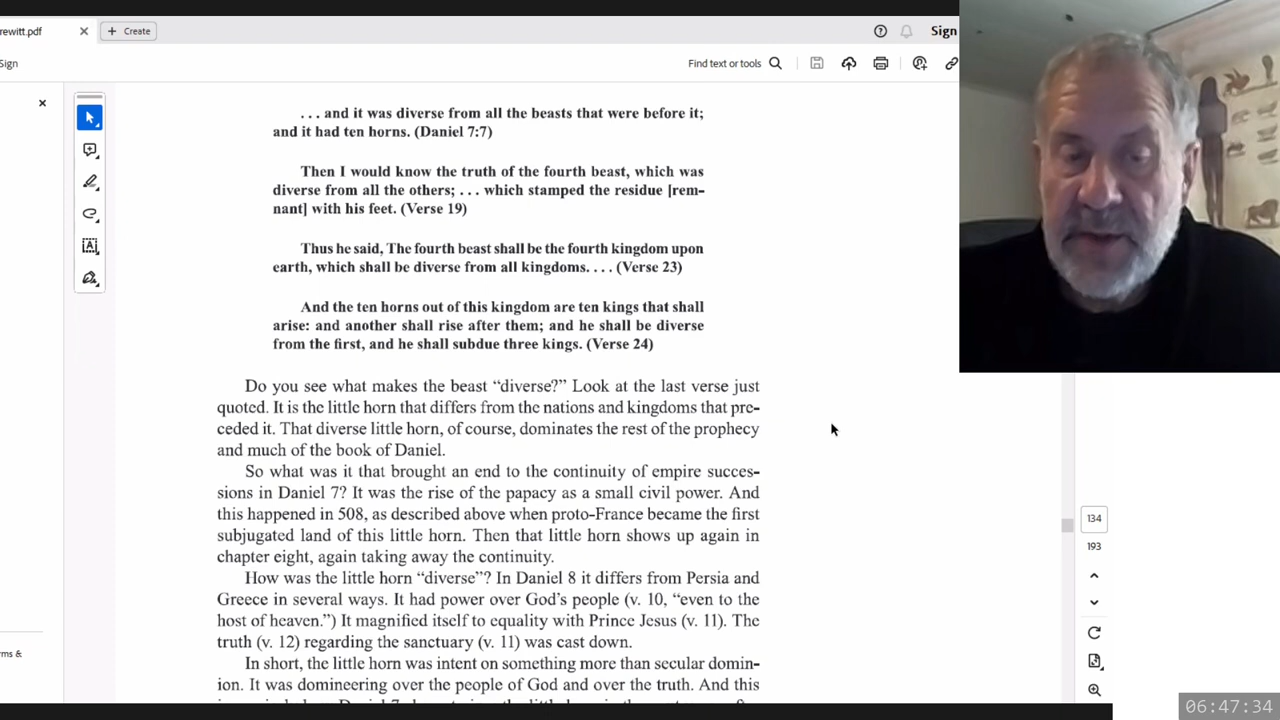 rewitt.pdf
Create
Sign
Sign
Find text or tools
. . . and it was diverse from all the beasts that were before it;
and it had ten horns. (Daniel 7:7)
Then I would know the truth of the fourth beast, which was
diverse from all the others; . . . which stamped the residue [rem-
nant] with his feet. (Verse 19)
Thus he said, The fourth beast shall be the fourth kingdom upon
earth, which shall be diverse from all kingdoms. . . . (Verse 23)
And the ten horns out of this kingdom are ten kings that shall
arise: and another shall rise after them; and he shall be diverse
from the first, and he shall subdue three kings. (Verse 24)
Do you see what makes the beast “diverse?” Look at the last verse just
quoted. It is the little horn that differs from the nations and kingdoms that pre-
ceded it. That diverse little horn, of course, dominates the rest of the prophecy
and much of the book of Daniel.
So what was it that brought an end to the continuity of empire succes-
sions in Daniel 7? It was the rise of the papacy as a small civil power. And
this happened in 508, as described above when proto-France became the first
subjugated land of this little horn. Then that little horn shows up again in
chapter eight, again taking away the continuity.
How was the little horn “diverse”? In Daniel 8 it differs from Persia and
Greece in several ways. It had power over God’s people (v. 10, “even to the
host of heaven.”) It magnified itself to equality with Prince Jesus (v. 11). The
truth (v. 12) regarding the sanctuary (v. 11) was cast down.
In short, the little horn was intent on something more than secular domin-
ion. It was domineering over the people of God and over the truth. And this
134
193
rms &
06:47:34